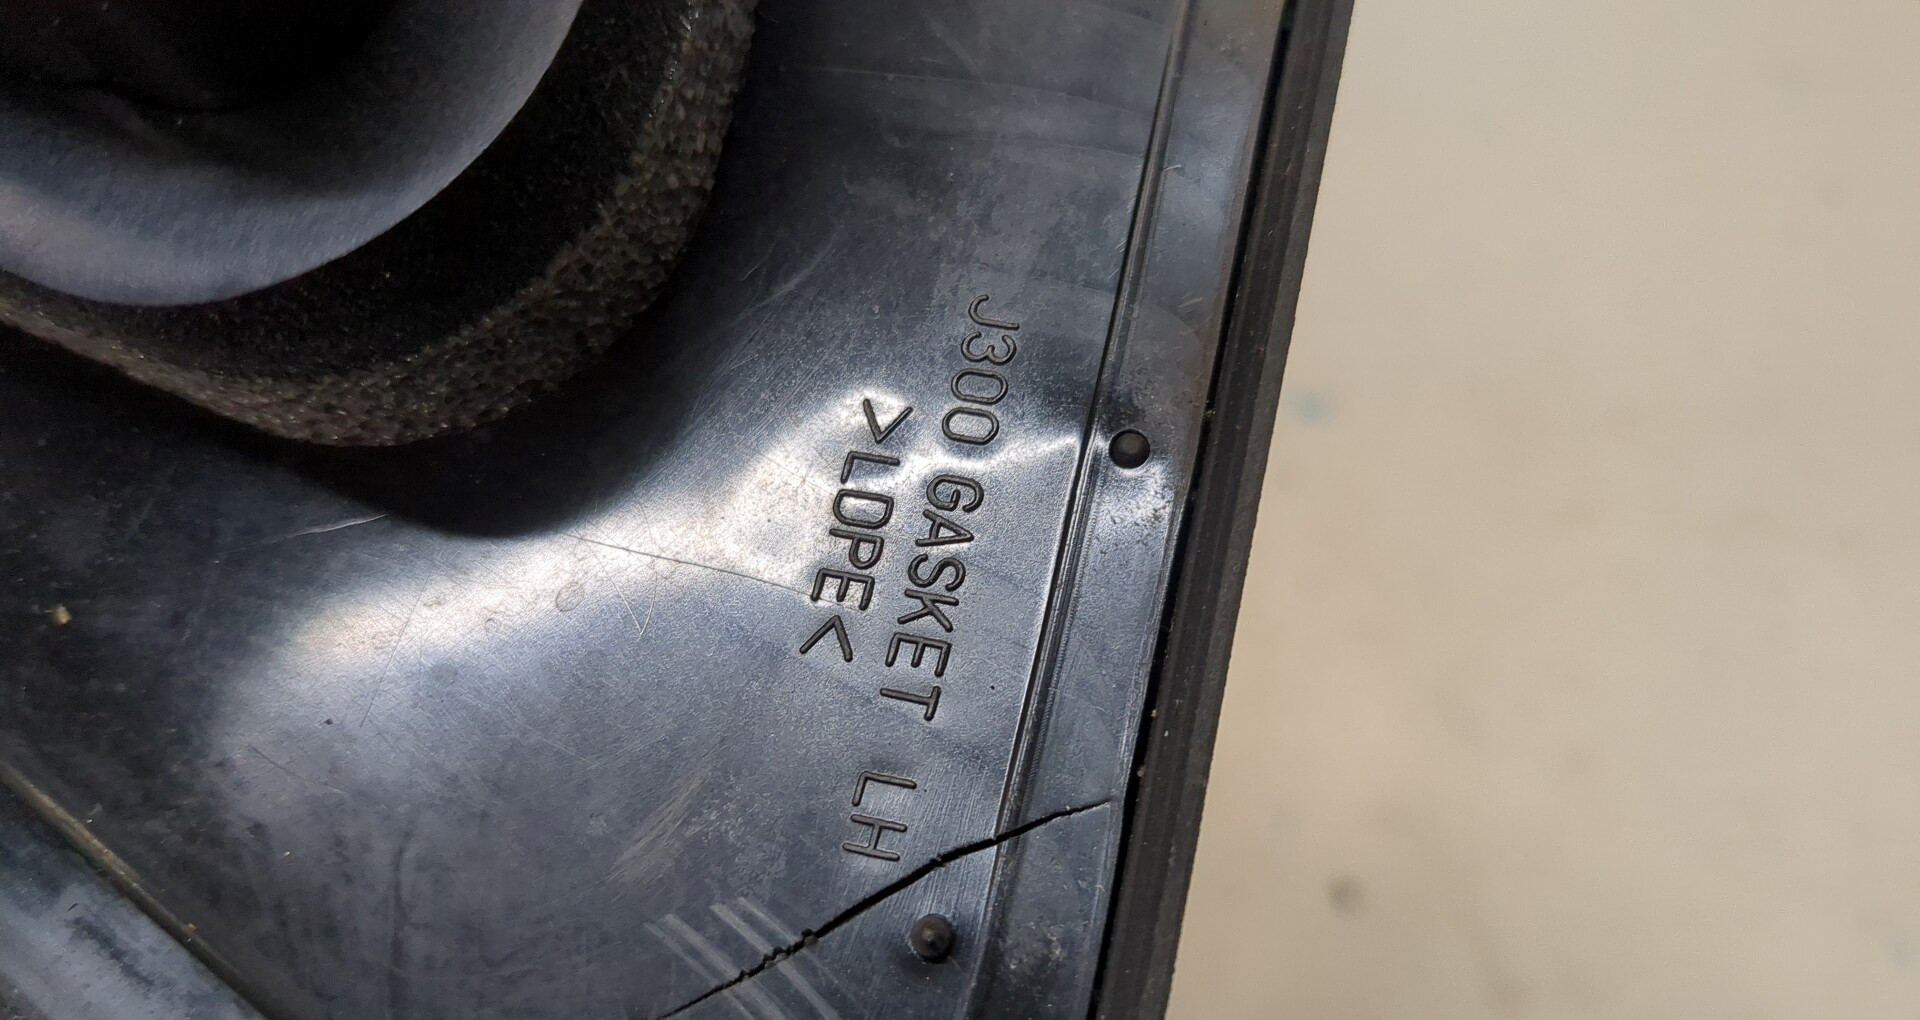 J300 GASKET LH
>LDPE<